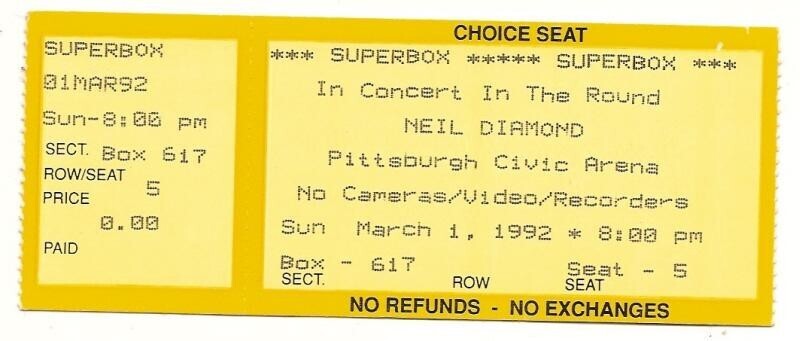 SUPERBOX
01MAR92
Sun-8:00 pm
SECT. Box 617
ROW/SEAT 5
PRICE
0.00
PAID
CHOICE SEAT
*** SUPERBOX ***** SUPERBOX ***
In Concert In The Round
NEIL DIAMOND
Pittsburgh Civic Arena
No Cameras/Video/Recorders
Sun March 1, 1992 * 8:00 pm
Box - 617 Seat - 5
SECT. ROW SEAT
NO REFUNDS - NO EXCHANGES